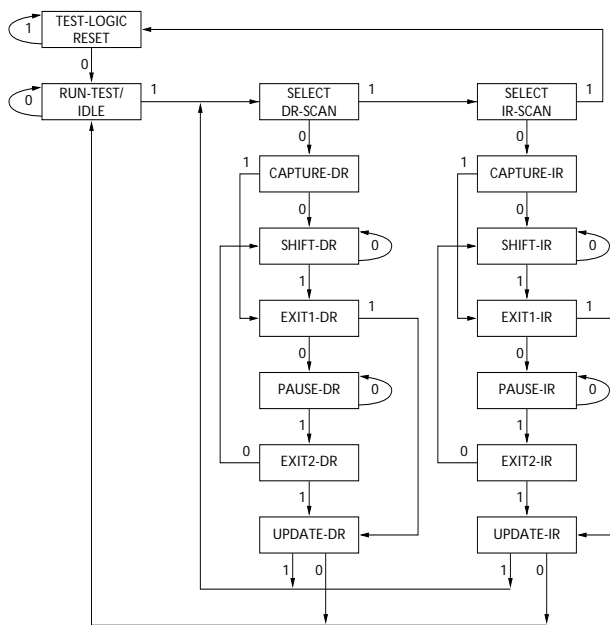 TEST-LOGIC
RESET
1
0
RUN-TEST/
IDLE
0
1
SELECT
DR-SCAN
1
SELECT
IR-SCAN
1
0
0
1
CAPTURE-DR
1
CAPTURE-IR
0
0
SHIFT-DR
0
SHIFT-IR
0
1
1
EXIT1-DR
1
EXIT1-IR
1
0
0
PAUSE-DR
0
PAUSE-IR
0
1
1
0
EXIT2-DR
0
EXIT2-IR
1
1
UPDATE-DR
UPDATE-IR
1
0
1
0